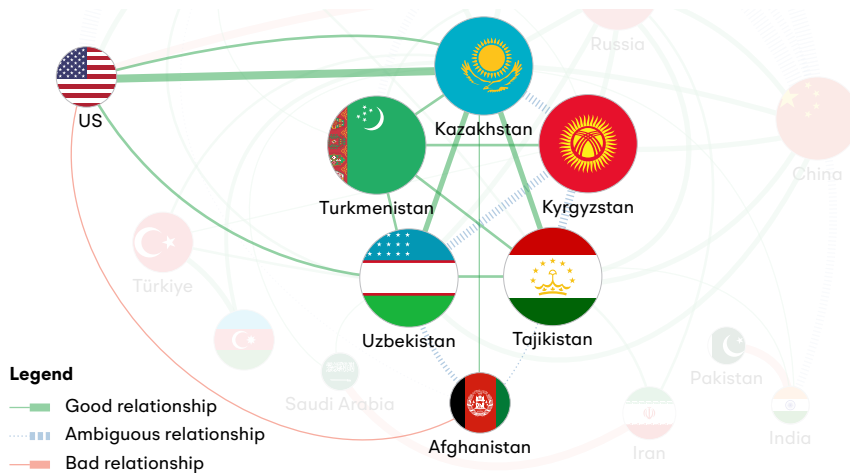 Russia
US
Kazakhstan
China
Turkmenistan
Kyrgyzstan
Türkiye
Uzbekistan
Tajikistan
Legend
Pakistan
Good relationship
Saudi Arabia
India
Ambiguous relationship
Afghanistan
Iran
Bad relationship